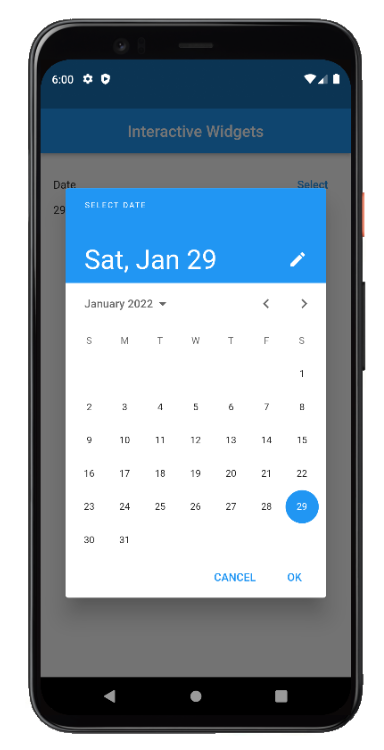 6:00
Interactive Widgets
Date Select
29
SELECT DATE
Sat, Jan 29
January 2022
S M T W T F S
1
2 3 4 5 6 7 8
9 10 11 12 13 14 15
16 17 18 19 20 21 22
23 24 25 26 27 28 29
30 31
CANCEL OK